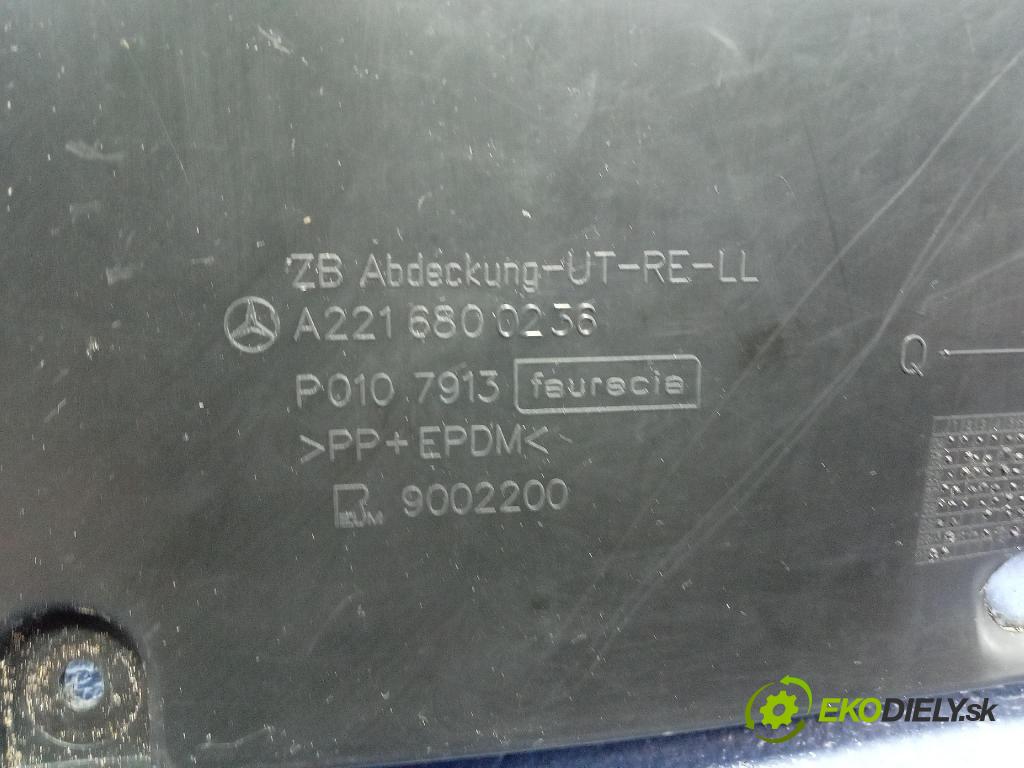 ZB Abdeckung-UT-RE-LL
A221 680 02 36
P010 7913 faurecia
>PP+EPDM<
9002200
Q
EKODIELY.sk